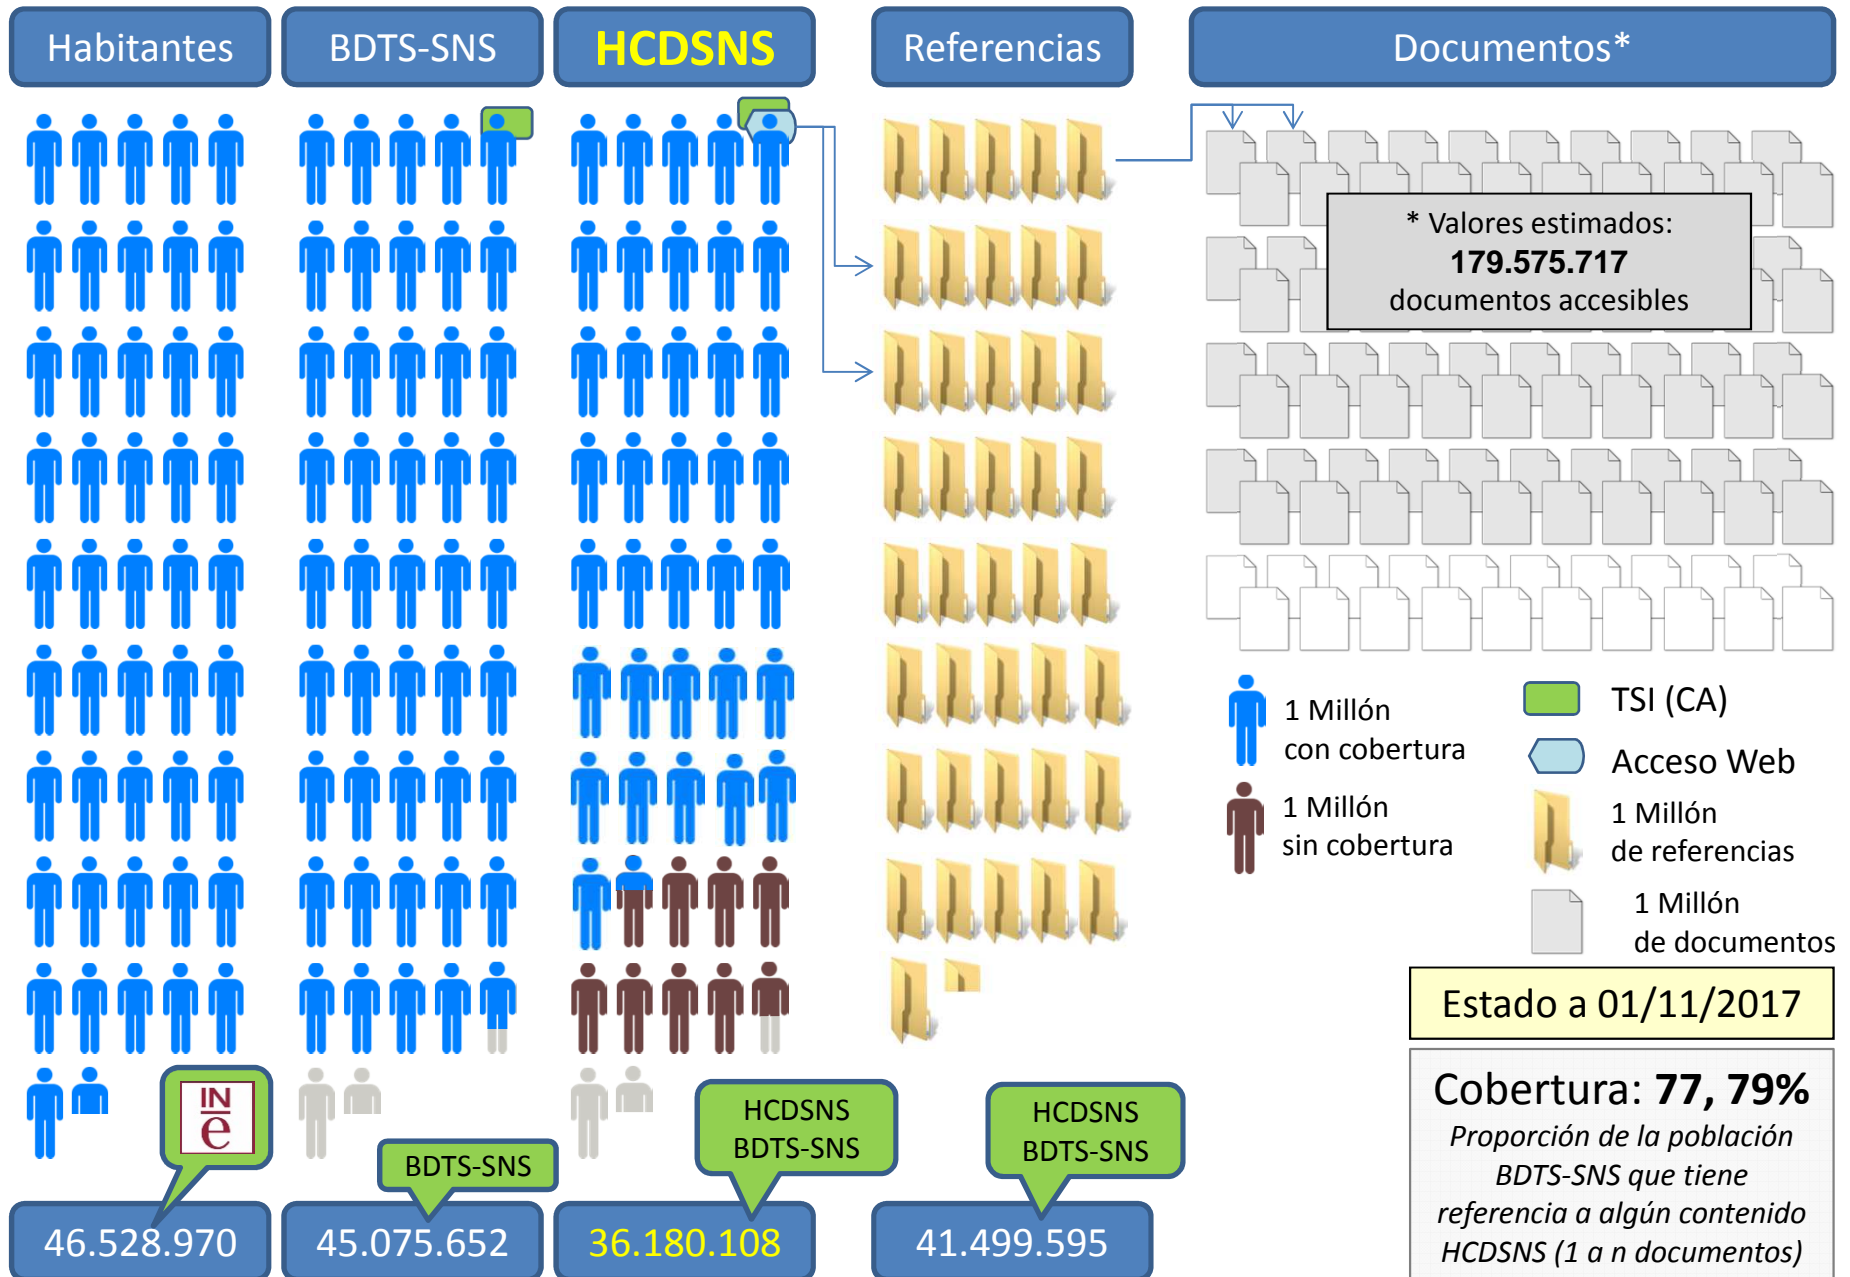 Habitantes
BDTS-SNS
HCDSNS
Referencias
Documentos*
* Valores estimados:
179.575.717
documentos accesibles
1 Millón
con cobertura
TSI (CA)
Acceso Web
1 Millón
sin cobertura
1 Millón
de referencias
1 Millón
de documentos
Estado a 01/11/2017
Cobertura: 77, 79%
Proporción de la población
BDTS-SNS que tiene
referencia a algún contenido
HCDSNS (1 a n documentos)
IN
e
BDTS-SNS
HCDSNS
BDTS-SNS
HCDSNS
BDTS-SNS
46.528.970
45.075.652
36.180.108
41.499.595